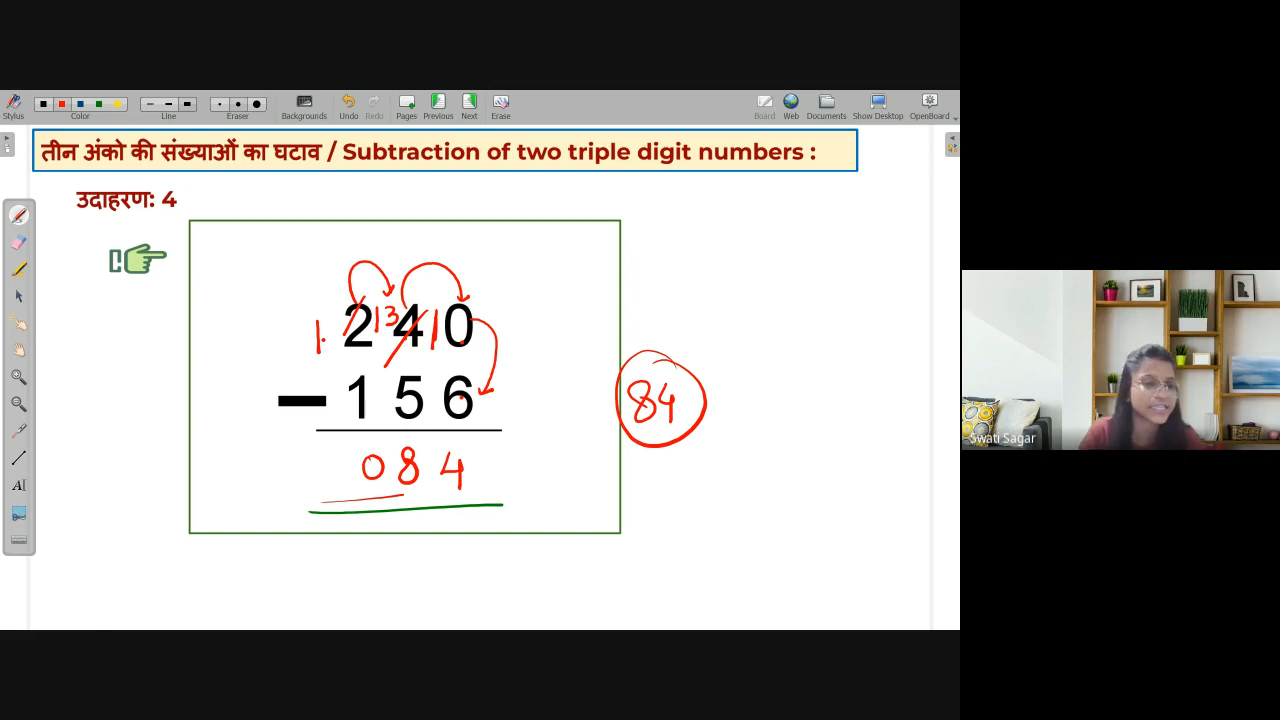 Stylus
Color
Line
Eraser
Backgrounds
Undo
Redo
Pages
Previous
Next
Erase
Board
Web
Documents
Show Desktop
OpenBoard
तीन अंको की संख्याओं का घटाव / Subtraction of two triple digit numbers :
उदाहरण: 4
1 2 13 4 10
− 1 5 6
0 8 4
84
Swati Sagar